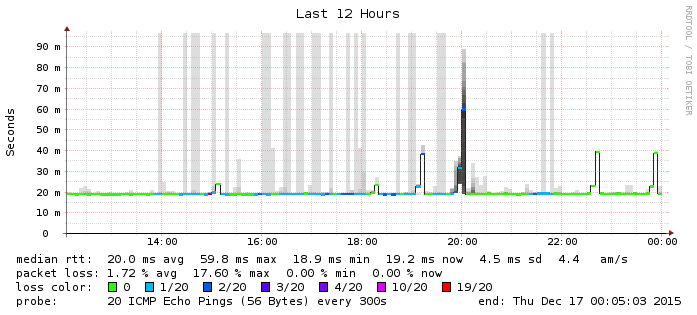 Last 12 Hours
RRDTOOL / TOBI OETIKER
Seconds
90 m
80 m
70 m
60 m
50 m
40 m
30 m
20 m
10 m
0
14:00 16:00 18:00 20:00 22:00 00:00
median rtt: 20.0 ms avg 59.8 ms max 18.9 ms min 19.2 ms now 4.5 ms sd 4.4 am/s
packet loss: 1.72 % avg 17.60 % max 0.00 % min 0.00 % now
loss color: 0 1/20 2/20 3/20 4/20 10/20 19/20
probe: 20 ICMP Echo Pings (56 Bytes) every 300s end: Thu Dec 17 00:05:03 2015